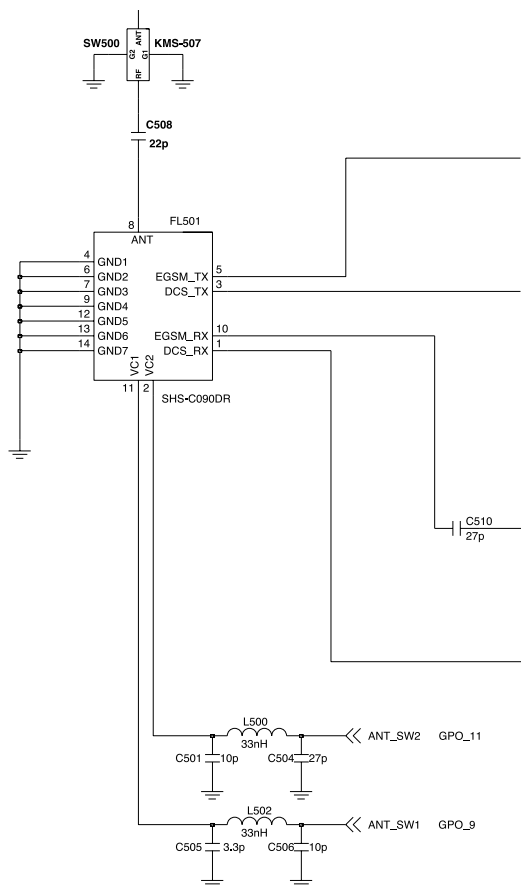 SW500
KMS-507
ANT
G2
G1
RF
C508
22p
FL501
8
ANT
4 GND1
6 GND2
7 GND3
9 GND4
12 GND5
13 GND6
14 GND7
EGSM_TX 5
DCS_TX 3
EGSM_RX 10
DCS_RX 1
VC1
VC2
11 2
SHS-C090DR
C510
27p
L500
33nH
C501 10p
C504 27p
ANT_SW2 GPO_11
L502
33nH
C505 3.3p
C506 10p
ANT_SW1 GPO_9